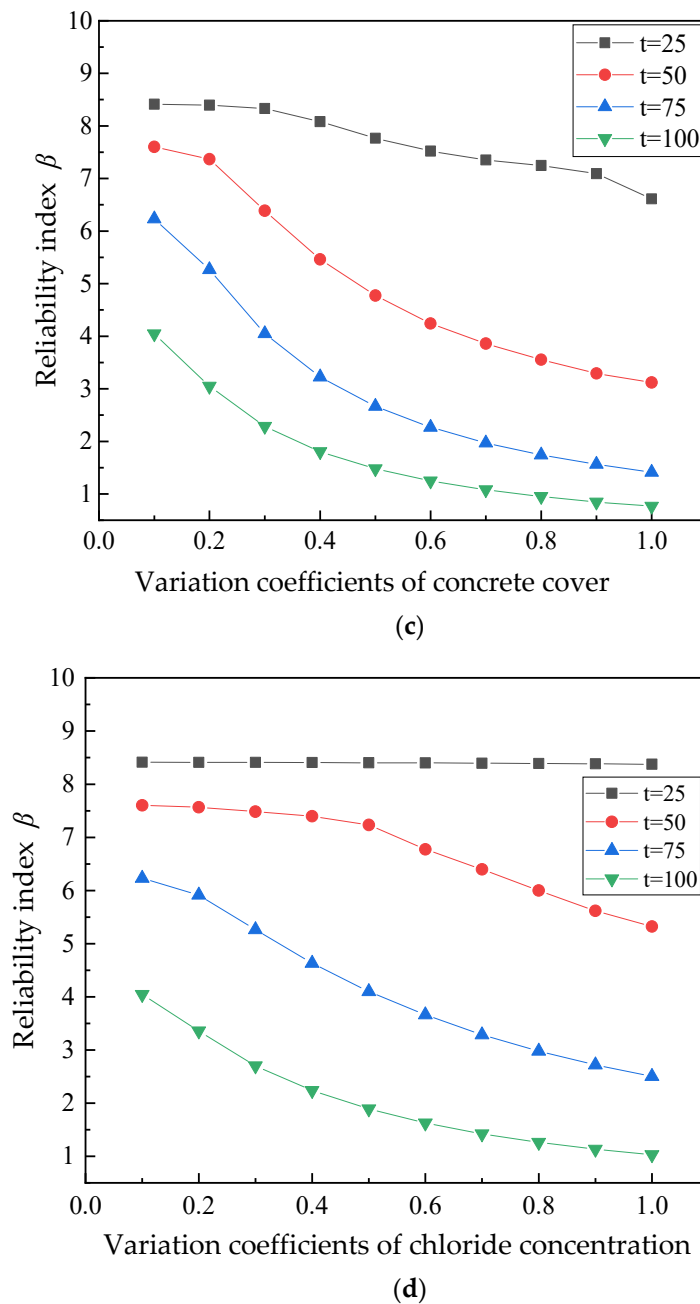 10
9
8
7
6
5
4
3
2
1
Reliability index β
t=25
t=50
t=75
t=100
0.0 0.2 0.4 0.6 0.8 1.0
Variation coefficients of concrete cover
(c)
10
9
8
7
6
5
4
3
2
1
Reliability index β
t=25
t=50
t=75
t=100
0.0 0.2 0.4 0.6 0.8 1.0
Variation coefficients of chloride concentration
(d)